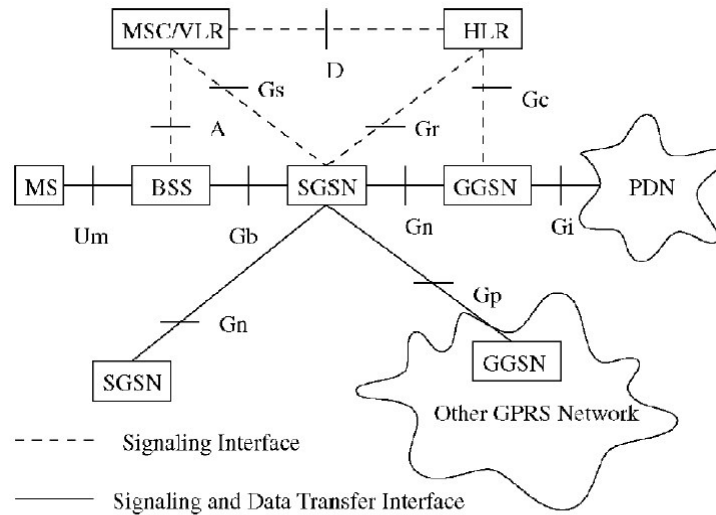 MSC/VLR
HLR
D
Gs
Gc
A
Gr
MS
BSS
SGSN
GGSN
PDN
Um
Gb
Gn
Gi
Gn
Gp
SGSN
GGSN
Other GPRS Network
Signaling Interface
Signaling and Data Transfer Interface